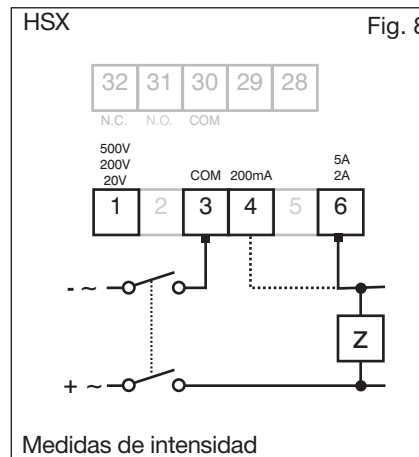 HSX Fig. 8
32 31 30 29 28
N.C. N.O. COM
500V
200V
20V
COM 200mA
5A
2A
1 2 3 4 5 6
- ~
Z
+ ~
Medidas de intensidad